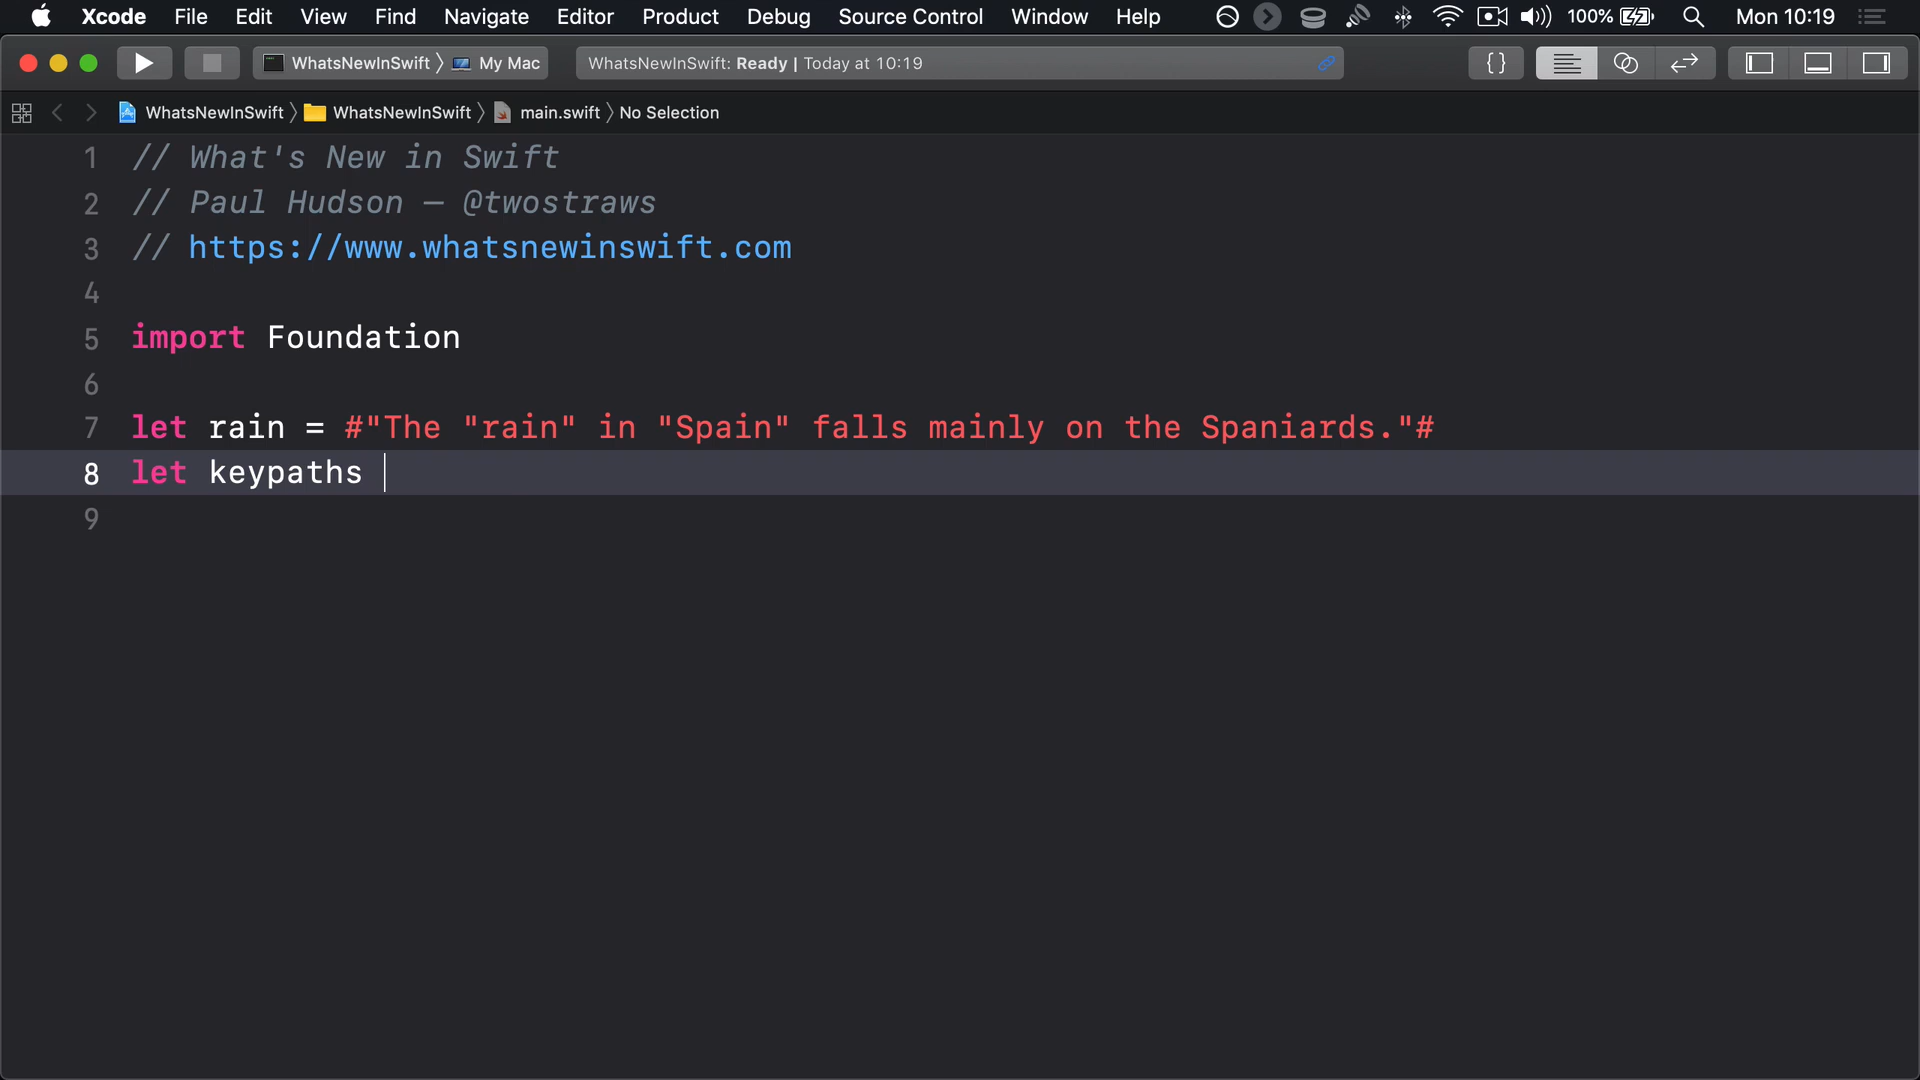 Xcode File Edit View Find Navigate Editor Product Debug Source Control Window Help 100% Mon 10:19
WhatsNewInSwift My Mac WhatsNewInSwift: Ready | Today at 10:19 {}
WhatsNewInSwift WhatsNewInSwift main.swift No Selection
1 // What's New in Swift
2 // Paul Hudson – @twostraws
3 // https://www.whatsnewinswift.com
4
5 import Foundation
6
7 let rain = #"The "rain" in "Spain" falls mainly on the Spaniards."#
8 let keypaths
9